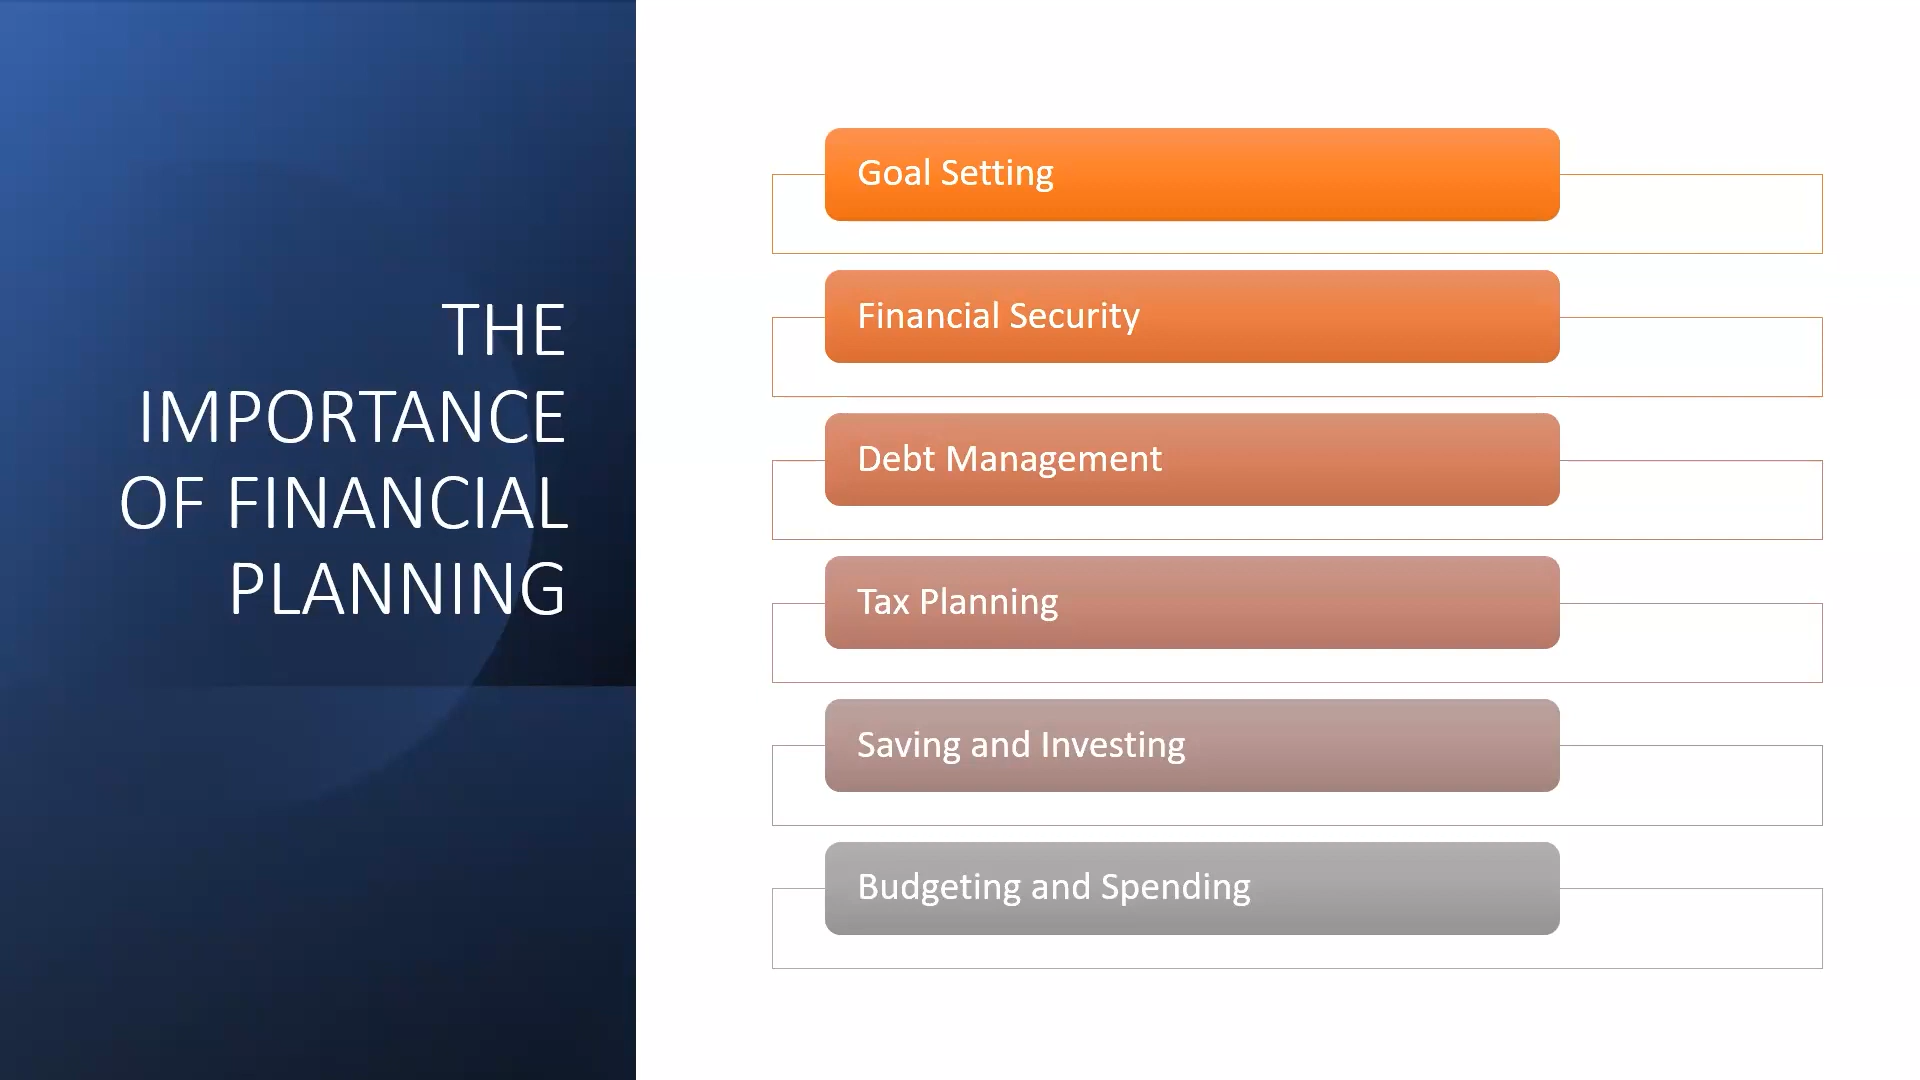 THE
IMPORTANCE
OF FINANCIAL
PLANNING
Goal Setting
Financial Security
Debt Management
Tax Planning
Saving and Investing
Budgeting and Spending